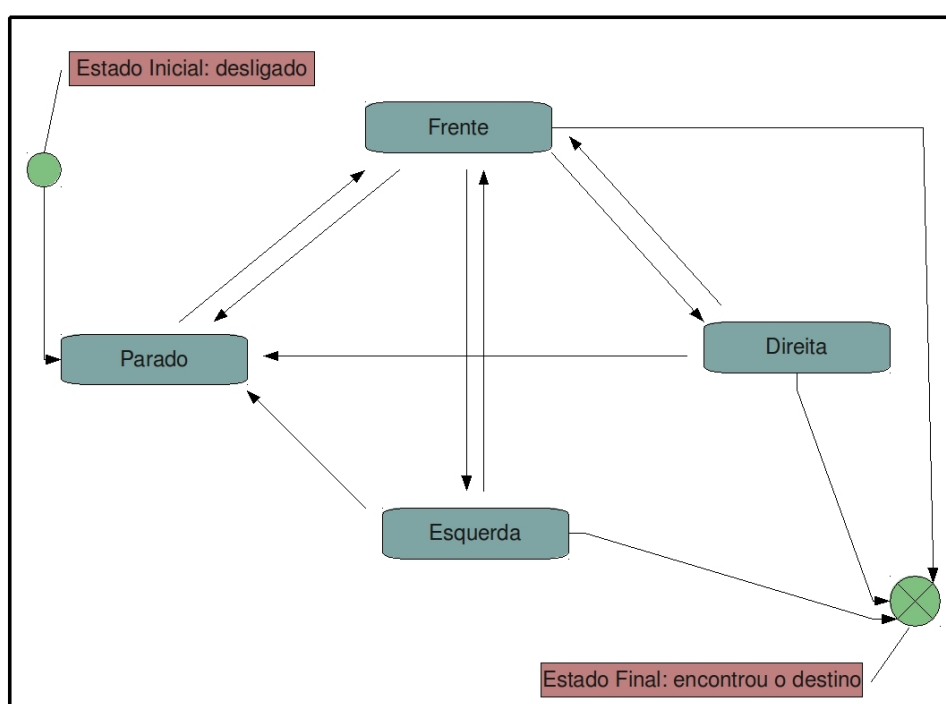 Estado Inicial: desligado
Frente
Parado
Direita
Esquerda
Estado Final: encontrou o destino